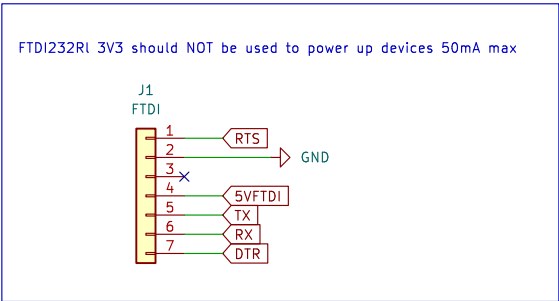 FTDI232Rl 3V3 should NOT be used to power up devices 50mA max
J1
FTDI
1 RTS
2 GND
3
4 5VFTDI
5 TX
6 RX
7 DTR